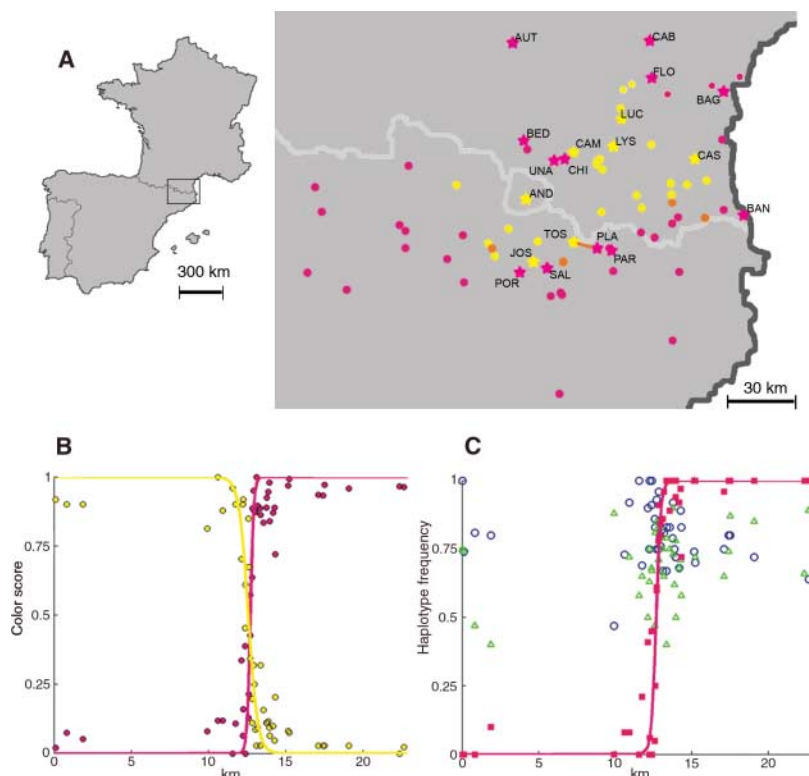 A
300 km
AUT
CAB
FLO
BAG
LUC
BED
CAM
LYS
UNA
CHI
CAS
AND
BAN
TOS
PLA
JOS
PAR
POR
SAL
30 km
B
Color score
1
0.75
0.5
0.25
0
0 5 10 15 20
km
C
Haplotype frequency
1
0.75
0.5
0.25
0
0 5 10 15 20
km